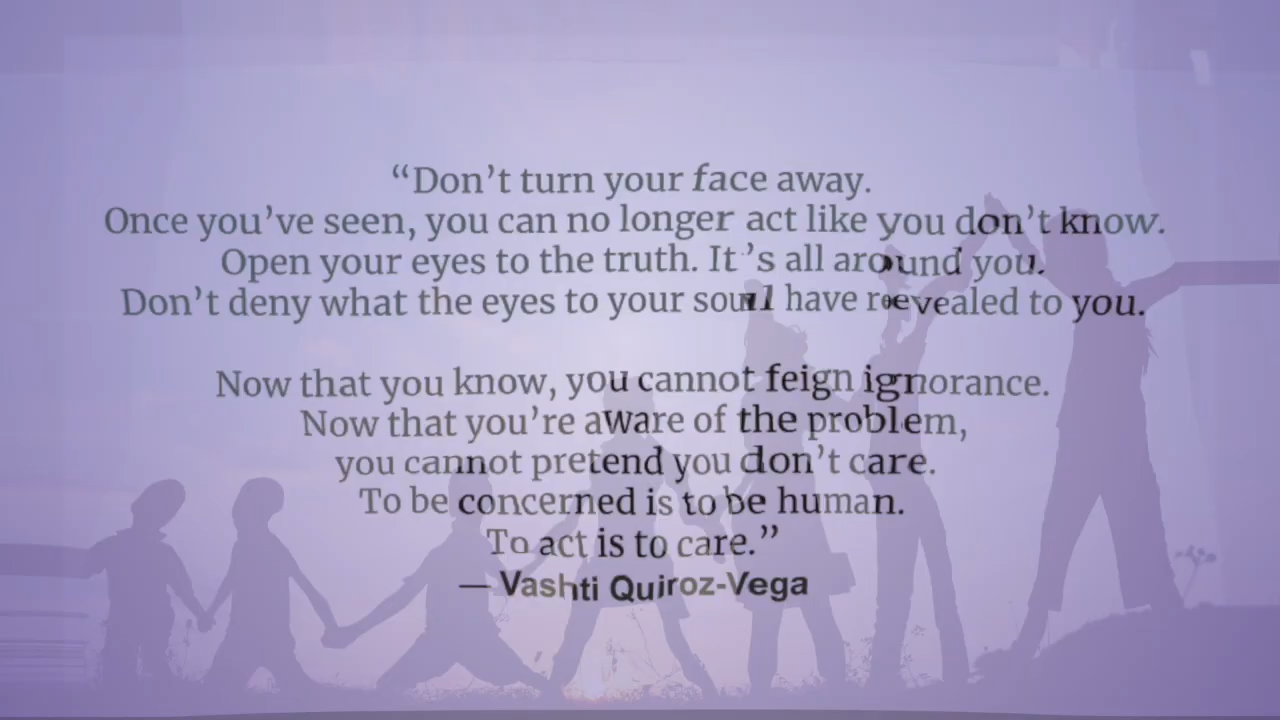 “Don’t turn your face away.
Once you’ve seen, you can no longer act like you don’t know.
Open your eyes to the truth. It’s all around you.
Don’t deny what the eyes to your soul have revealed to you.
Now that you know, you cannot feign ignorance.
Now that you’re aware of the problem,
you cannot pretend you don’t care.
To be concerned is to be human.
To act is to care.”
— Vashti Quiroz-Vega